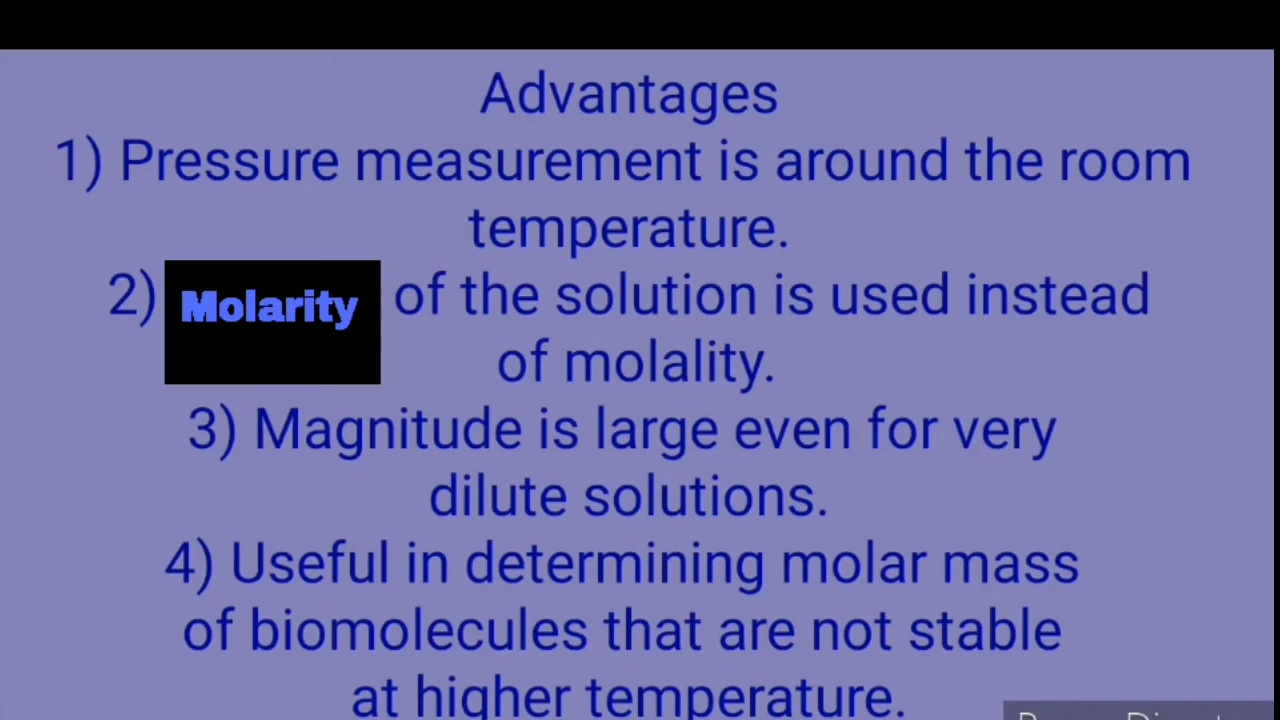 Advantages
1) Pressure measurement is around the room
temperature.
2) Molarity of the solution is used instead
of molality.
3) Magnitude is large even for very
dilute solutions.
4) Useful in determining molar mass
of biomolecules that are not stable
at higher temperature.